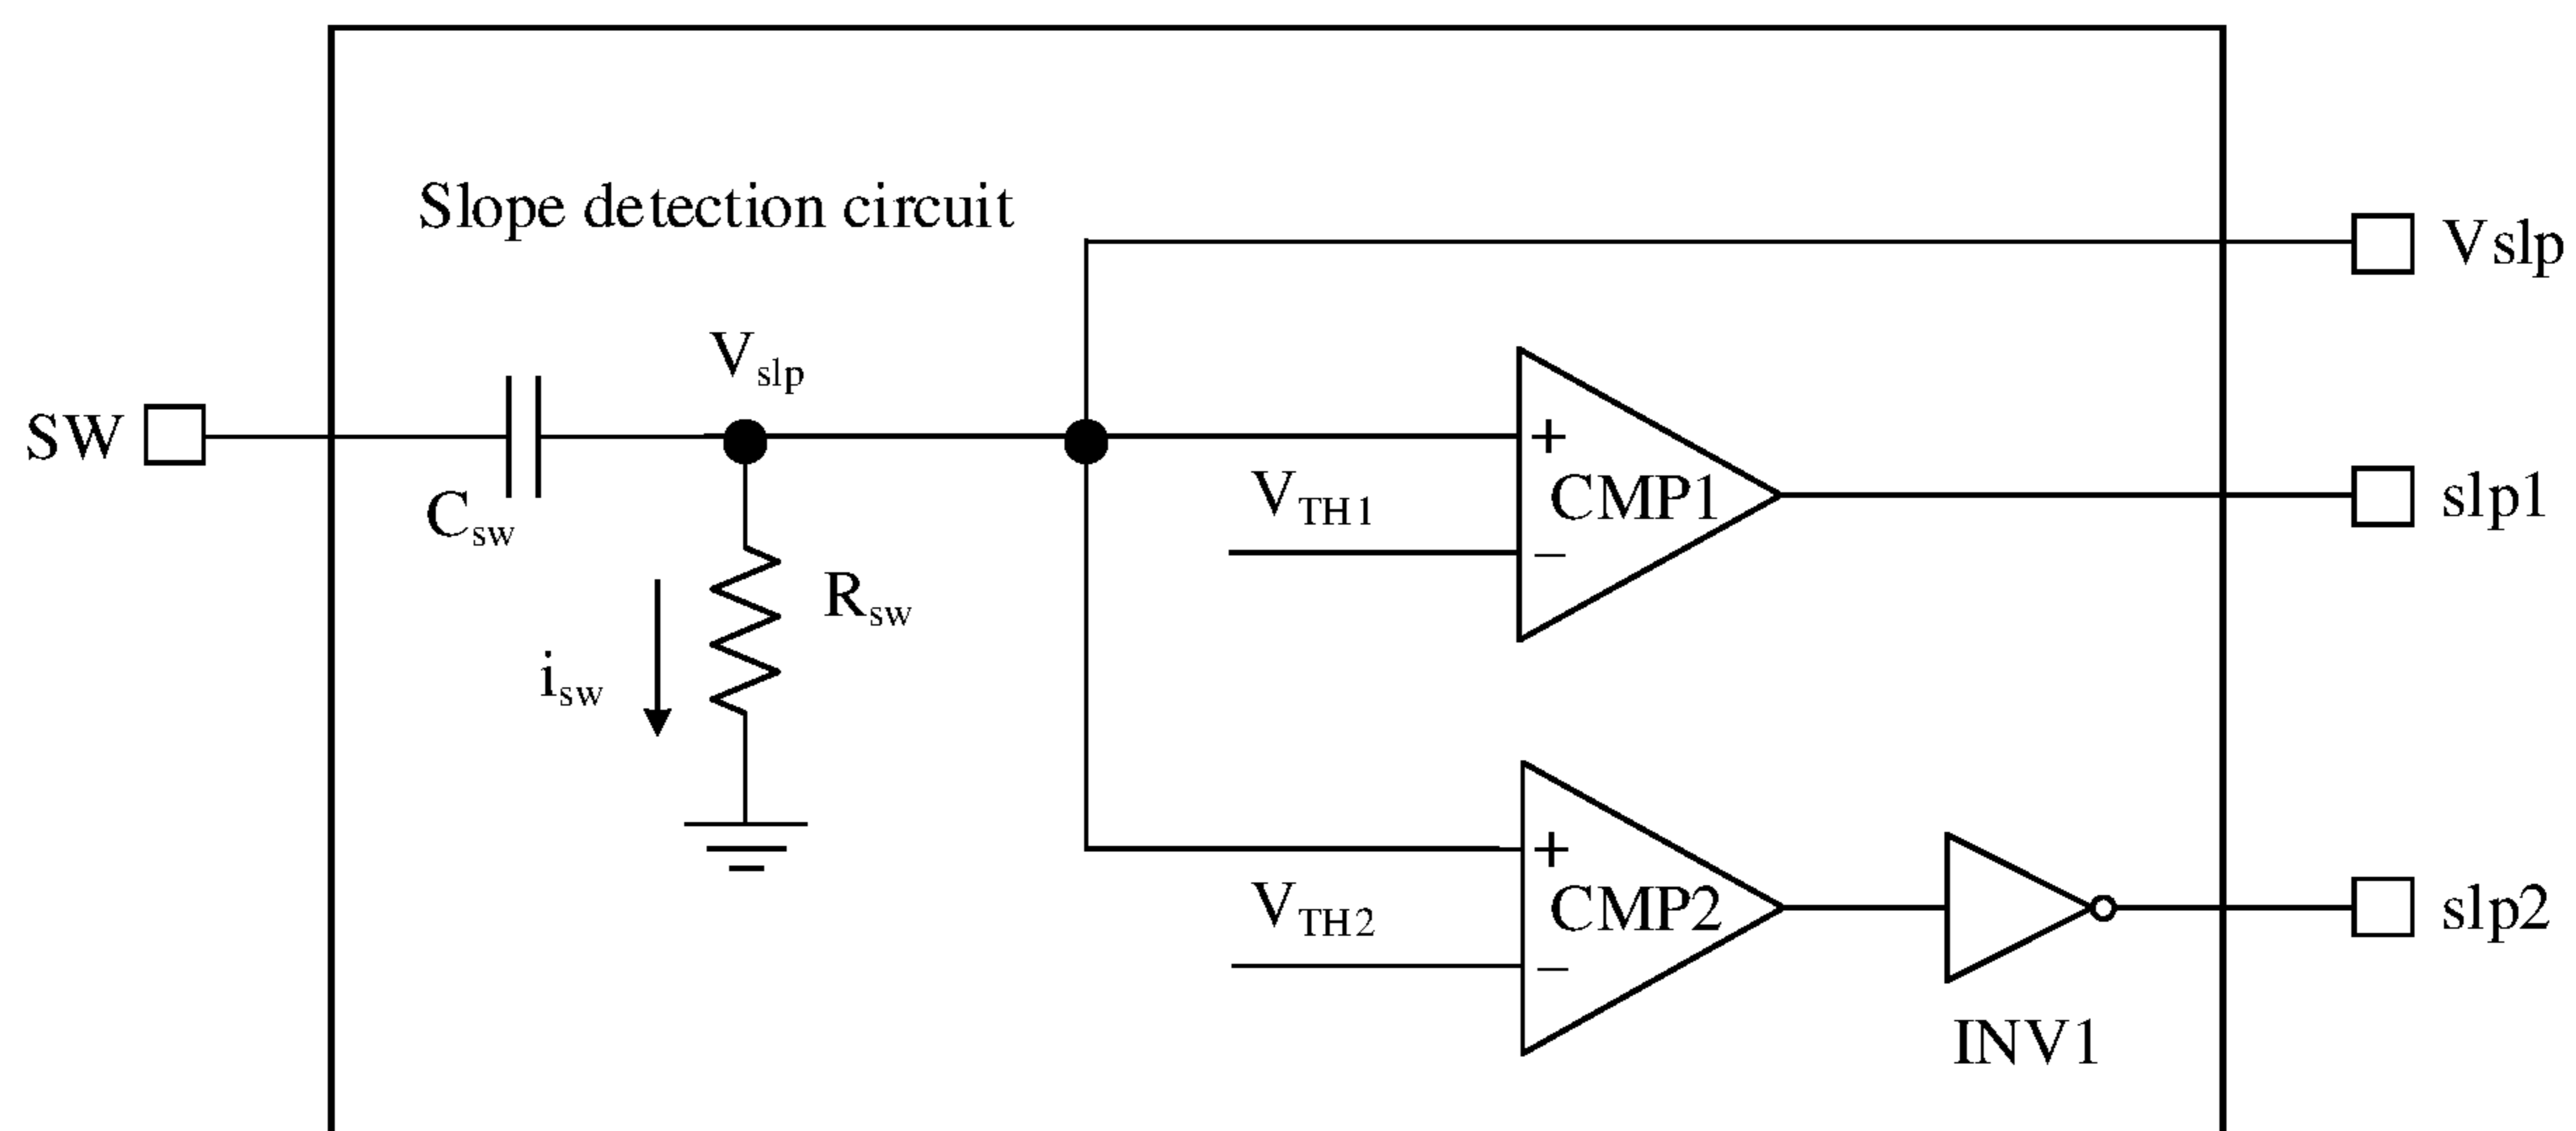 Slope detection circuit
Vslp
Vslp
SW
+
CMP1
−
VTH1
slp1
Csw
Rsw
isw
+
CMP2
−
VTH2
slp2
INV1